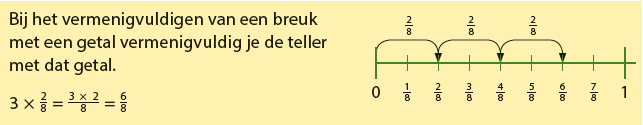 Bij het vermenigvuldigen van een breuk
met een getal vermenigvuldig je de teller
met dat getal.
3 × 2/8 = 3 × 2/8 = 6/8
2/8 2/8 2/8
0 1/8 2/8 3/8 4/8 5/8 6/8 7/8 1